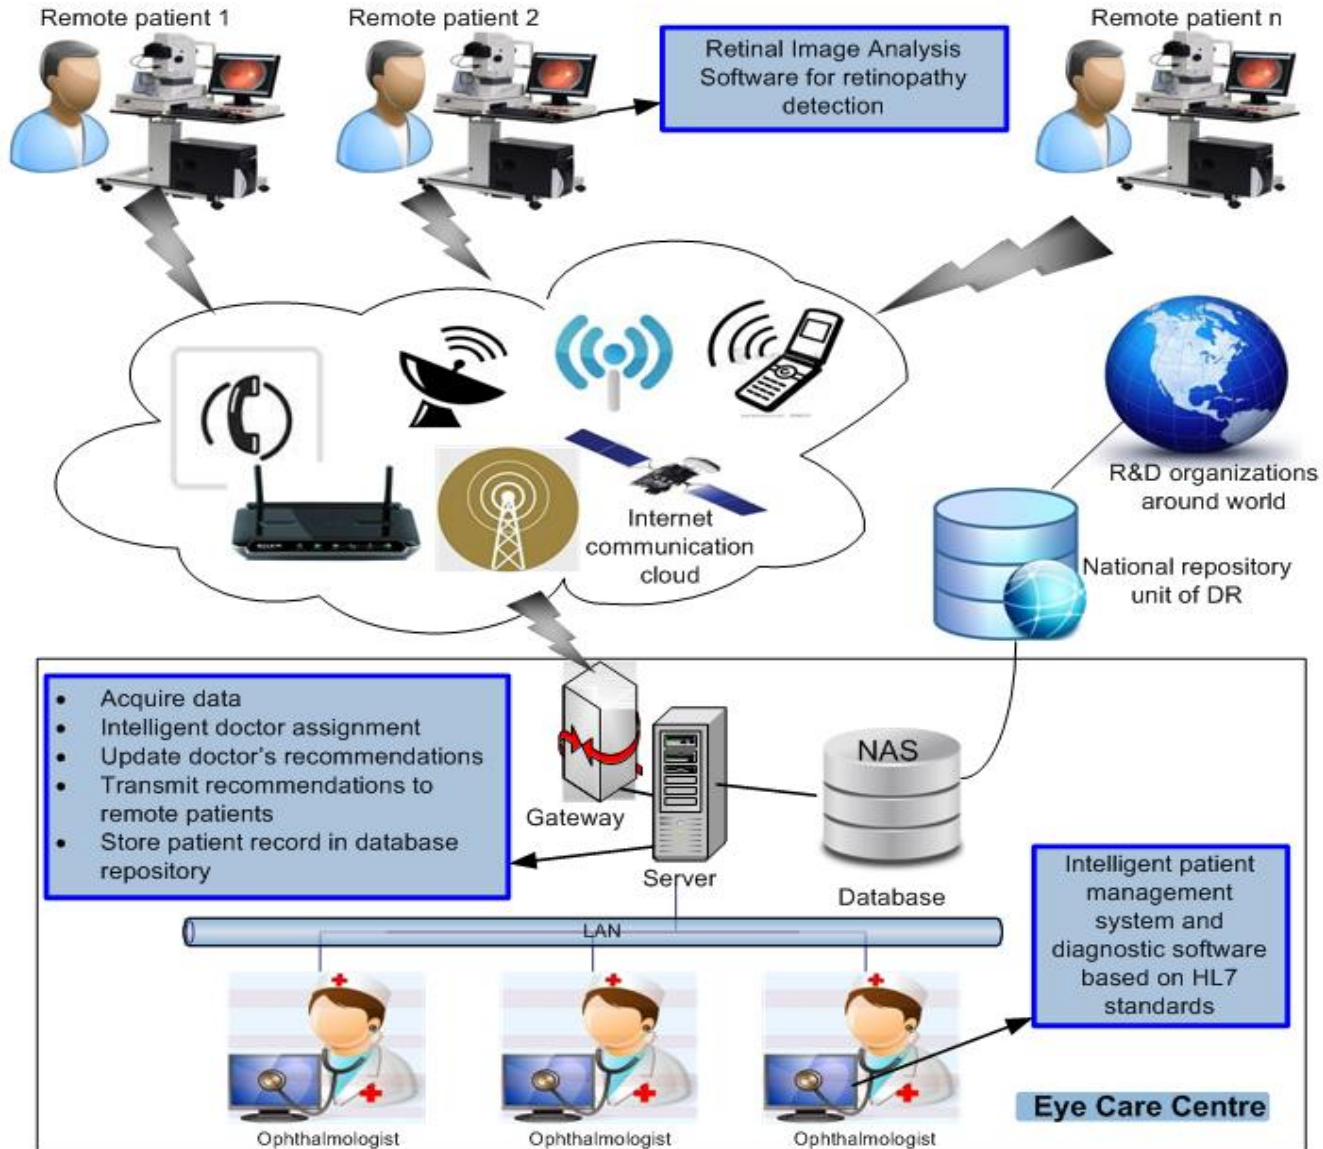 Remote patient 1
Remote patient 2
Remote patient n
Retinal Image Analysis
Software for retinopathy
detection
Internet
communication
cloud
R&D organizations
around world
National repository
unit of DR
• Acquire data
• Intelligent doctor assignment
• Update doctor's recommendations
• Transmit recommendations to
remote patients
• Store patient record in database
repository
Gateway
Server
NAS
Database
Intelligent patient
management
system and
diagnostic software
based on HL7
standards
LAN
Ophthalmologist
Ophthalmologist
Ophthalmologist
Eye Care Centre